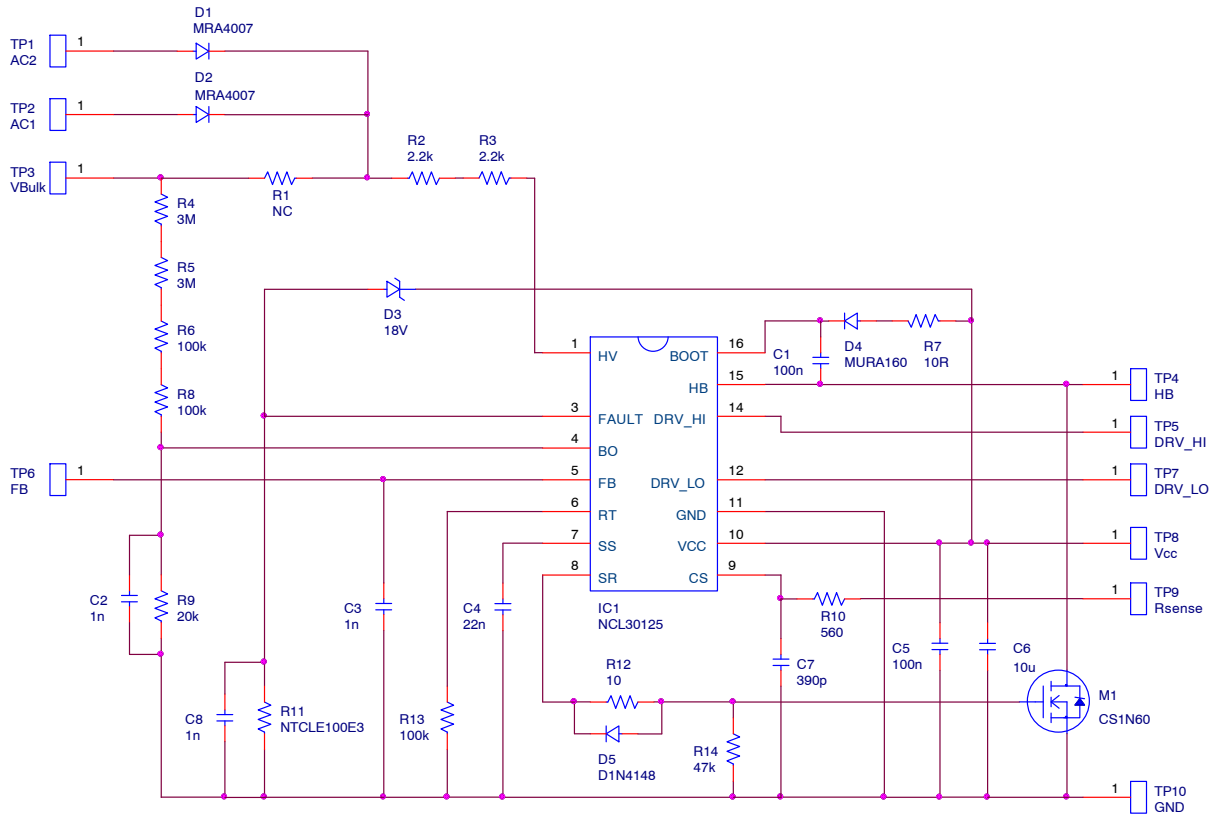 D1
MRA4007
TP1
AC2
1
D2
MRA4007
TP2
AC1
1
TP3
VBulk
1
R1
NC
R2
2.2k
R3
2.2k
R4
3M
R5
3M
R6
100k
R8
100k
D3
18V
1
HV
3
FAULT
4
BO
5
FB
6
RT
7
SS
8
SR
16
BOOT
15
HB
14
DRV_HI
12
DRV_LO
11
GND
10
VCC
9
CS
IC1
NCL30125
C1
100n
D4
MURA160
R7
10R
1
TP4
HB
1
TP5
DRV_HI
TP6
FB
1
1
TP7
DRV_LO
1
TP8
Vcc
1
TP9
Rsense
C2
1n
R9
20k
C3
1n
C4
22n
R10
560
C5
100n
C6
10u
C7
390p
R12
10
D5
D1N4148
R14
47k
M1
CS1N60
C8
1n
R11
NTCLE100E3
R13
100k
1
TP10
GND